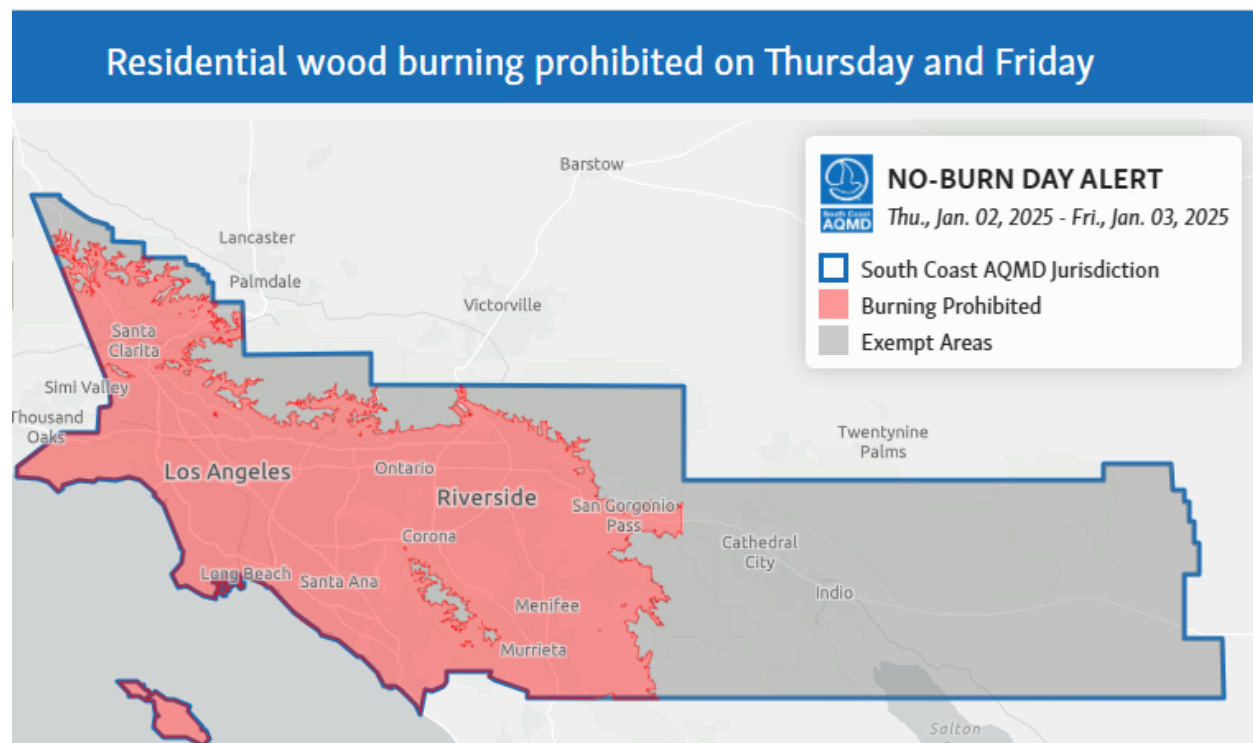 Residential wood burning prohibited on Thursday and Friday
NO-BURN DAY ALERT
South Coast
AQMD
Thu., Jan. 02, 2025 - Fri., Jan. 03, 2025
South Coast AQMD Jurisdiction
Burning Prohibited
Exempt Areas
Barstow
Lancaster
Palmdale
Victorville
Santa
Clarita
Simi Valley
Thousand
Oaks
Twentynine
Palms
Los Angeles
Ontario
Riverside
San Gorgonio
Pass
Corona
Cathedral
City
Long Beach
Santa Ana
Indio
Menifee
Murrieta
Salton